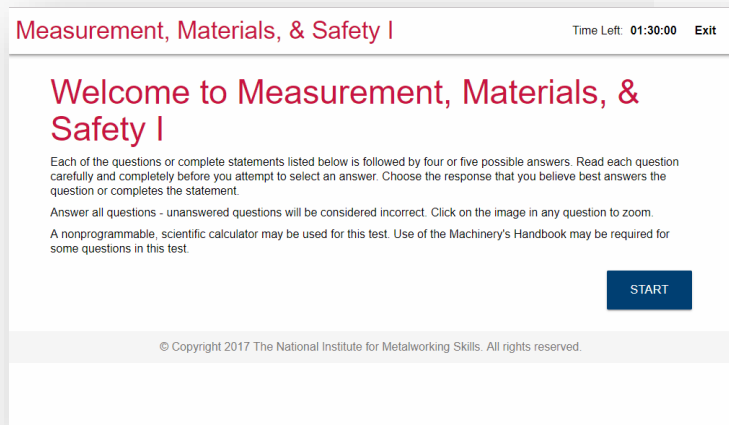 Measurement, Materials, & Safety I
Time Left: 01:30:00 Exit
Welcome to Measurement, Materials, &
Safety I
Each of the questions or complete statements listed below is followed by four or five possible answers. Read each question
carefully and completely before you attempt to select an answer. Choose the response that you believe best answers the
question or completes the statement.
Answer all questions - unanswered questions will be considered incorrect. Click on the image in any question to zoom.
A nonprogrammable, scientific calculator may be used for this test. Use of the Machinery's Handbook may be required for
some questions in this test.
START
© Copyright 2017 The National Institute for Metalworking Skills. All rights reserved.